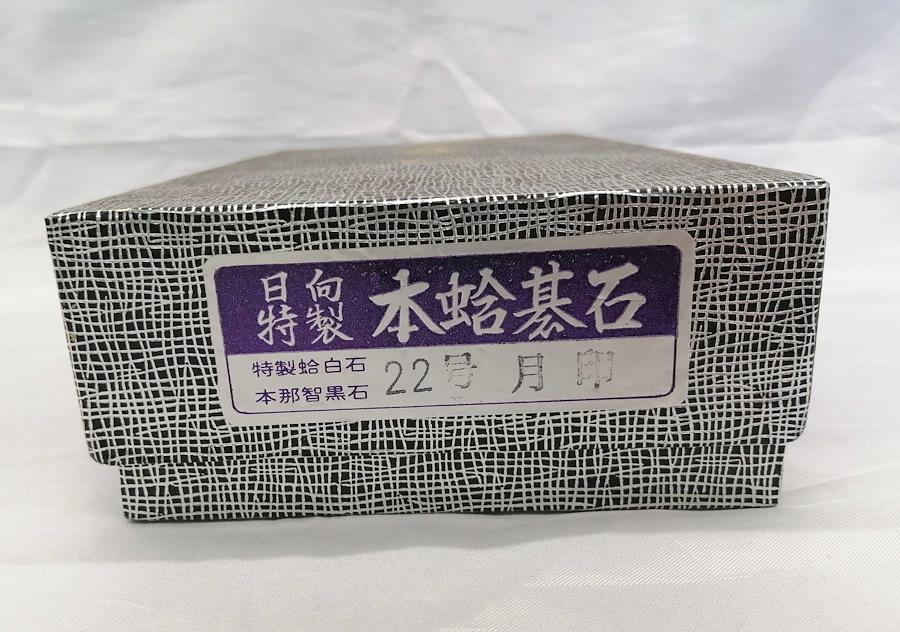 日向
特製
本蛤碁石
特製蛤白石
本那智黒石
22号 月印